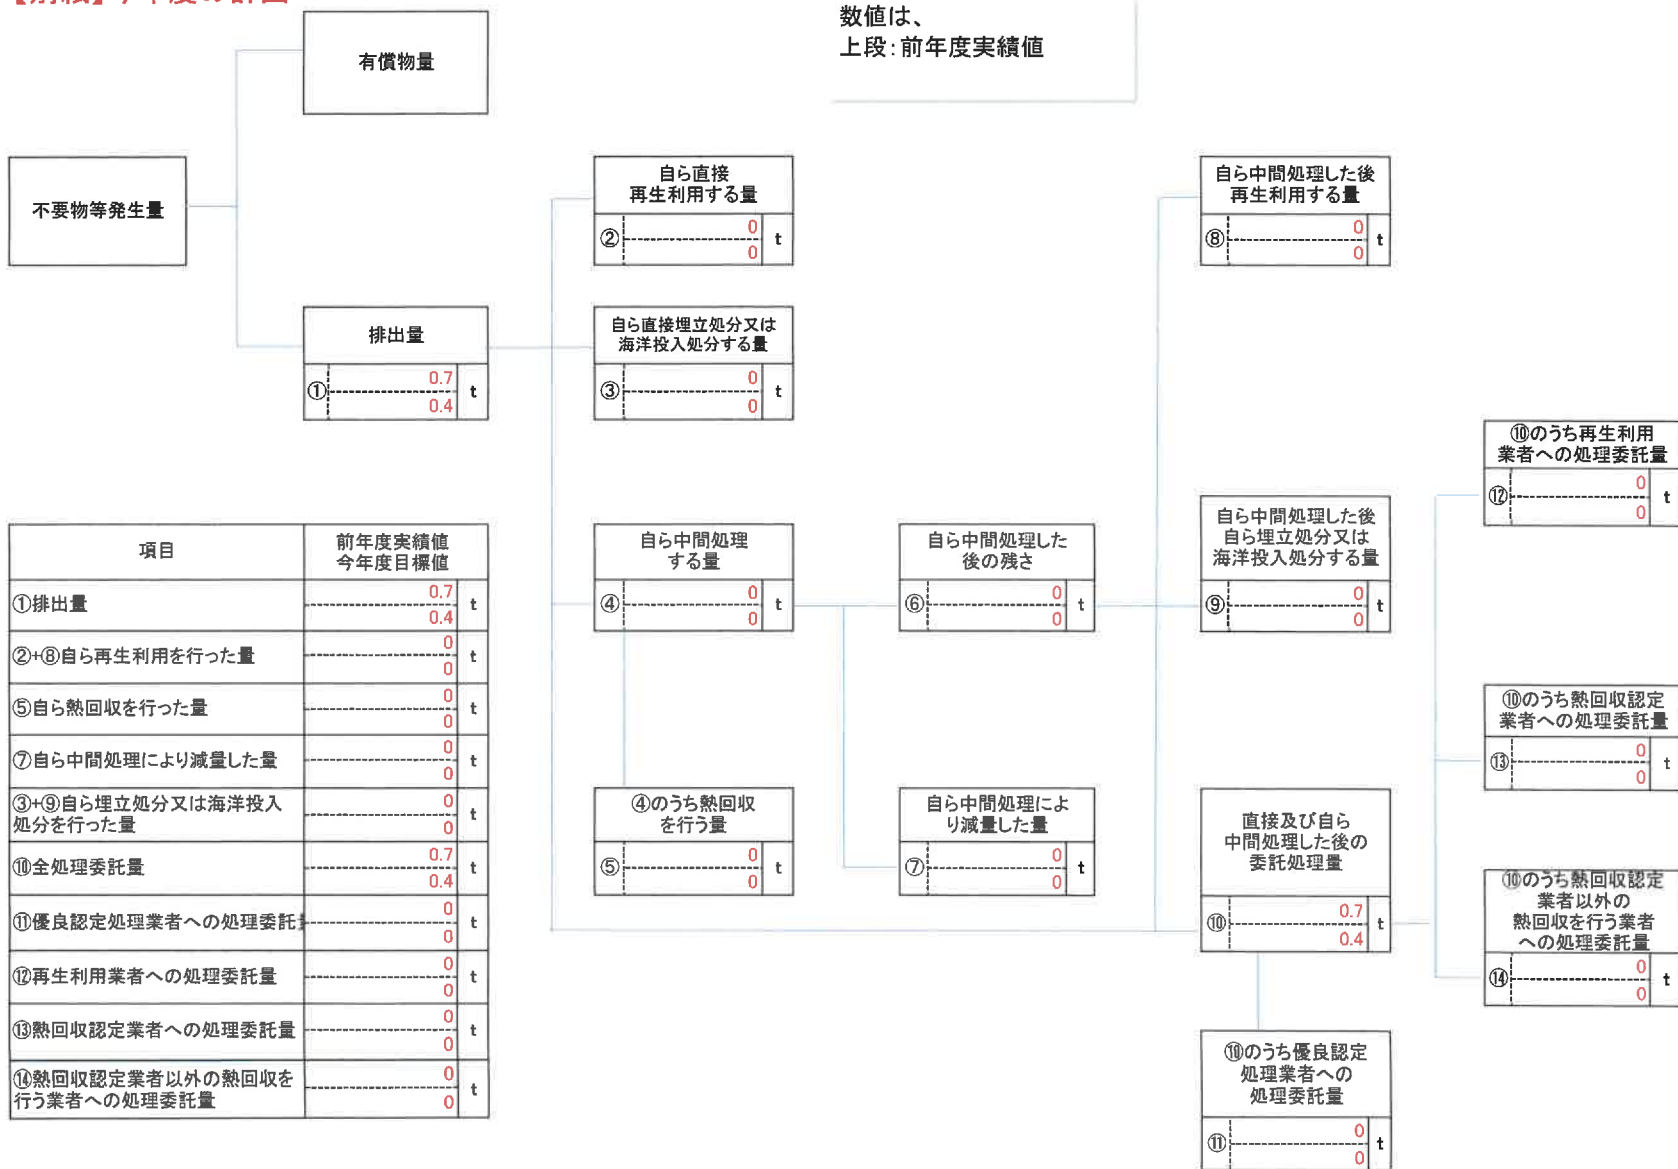 【別紙】今年度の計画
数値は、
上段：前年度実績値
有償物量
不要物等発生量
排出量
① 0.7 t
0.4
自ら直接
再生利用する量
② 0 t
0
自ら直接埋立処分又は
海洋投入処分する量
③ 0 t
0
自ら中間処理
する量
④ 0 t
0
④のうち熱回収
を行う量
⑤ 0 t
0
自ら中間処理した
後の残さ
⑥ 0 t
0
自ら中間処理によ
り減量した量
⑦ 0 t
0
自ら中間処理した後
再生利用する量
⑧ 0 t
0
自ら中間処理した後
自ら埋立処分又は
海洋投入処分する量
⑨ 0 t
0
直接及び自ら
中間処理した後の
委託処理量
⑩ 0.7 t
0.4
⑩のうち優良認定
処理業者への
処理委託量
⑪ 0 t
0
⑩のうち再生利用
業者への処理委託量
⑫ 0 t
0
⑩のうち熱回収認定
業者への処理委託量
⑬ 0 t
0
⑩のうち熱回収認定
業者以外の
熱回収を行う業者
への処理委託量
⑭ 0 t
0
項目
前年度実績値
今年度目標値
①排出量 0.7 t
0.4
②+⑧自ら再生利用を行った量 0 t
0
⑤自ら熱回収を行った量 0 t
0
⑦自ら中間処理により減量した量 0 t
0
③+⑨自ら埋立処分又は海洋投入
処分を行った量 0 t
0
⑩全処理委託量 0.7 t
0.4
⑪優良認定処理業者への処理委託 0 t
0
⑫再生利用業者への処理委託量 0 t
0
⑬熱回収認定業者への処理委託量 0 t
0
⑭熱回収認定業者以外の熱回収を
行う業者への処理委託量 0 t
0